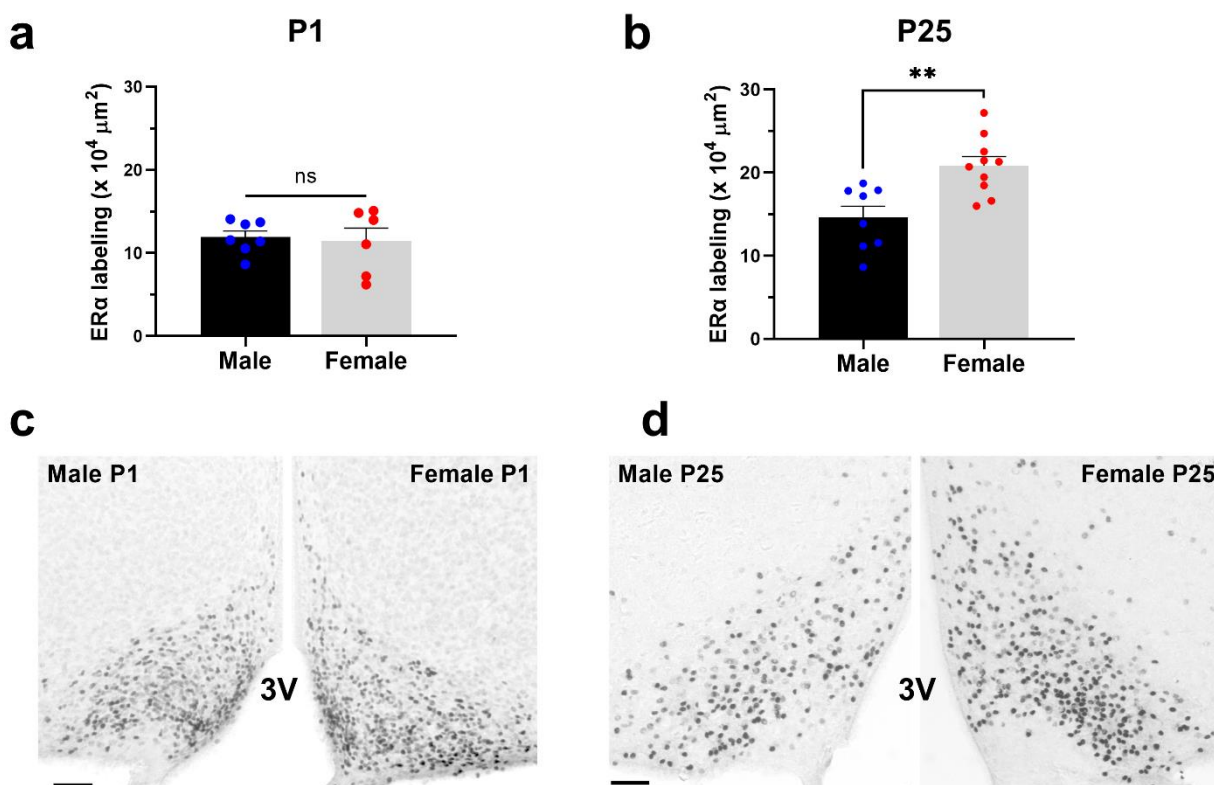 a
P1
ERα labeling (x 10⁴ μm²)
30
20
10
0
ns
Male
Female
b
P25
ERα labeling (x 10⁴ μm²)
30
20
10
0
**
Male
Female
c
Male P1
Female P1
3V
d
Male P25
Female P25
3V